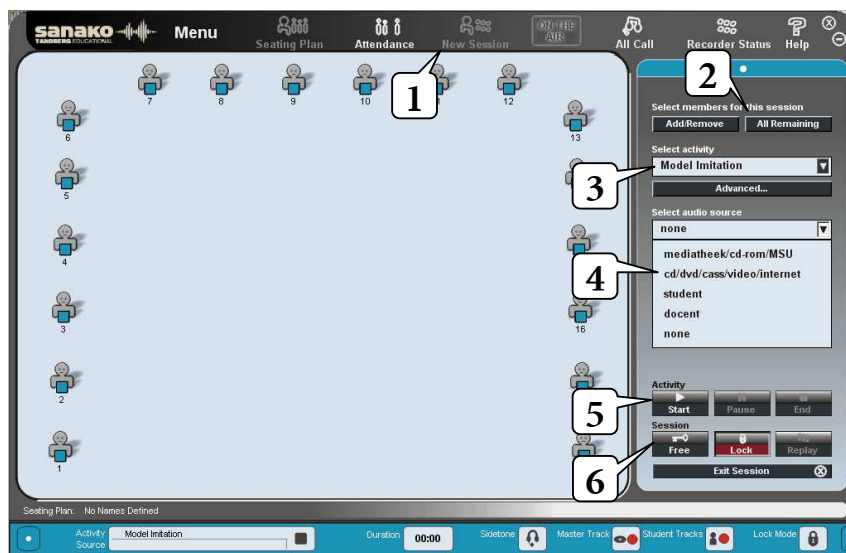 sanako
TANDBERG EDUCATIONAL
Menu
Seating Plan
Attendance
New Session
ON THE AIR
All Call
Recorder Status
Help
1
2
3
4
5
6
7
8
9
10
12
13
6
5
4
3
2
1
16
Select members for this session
Add/Remove
All Remaining
Select activity
Model Imitation
Advanced...
Select audio source
none
mediatheek/cd-rom/MSU
cd/dvd/cass/video/internet
student
docent
none
Activity
Start
Pause
End
Session
Free
Lock
Replay
Exit Session
Seating Plan: No Names Defined
Activity
Source
Model Imitation
Duration
00:00
Sidetone
Master Track
Student Tracks
Lock Mode